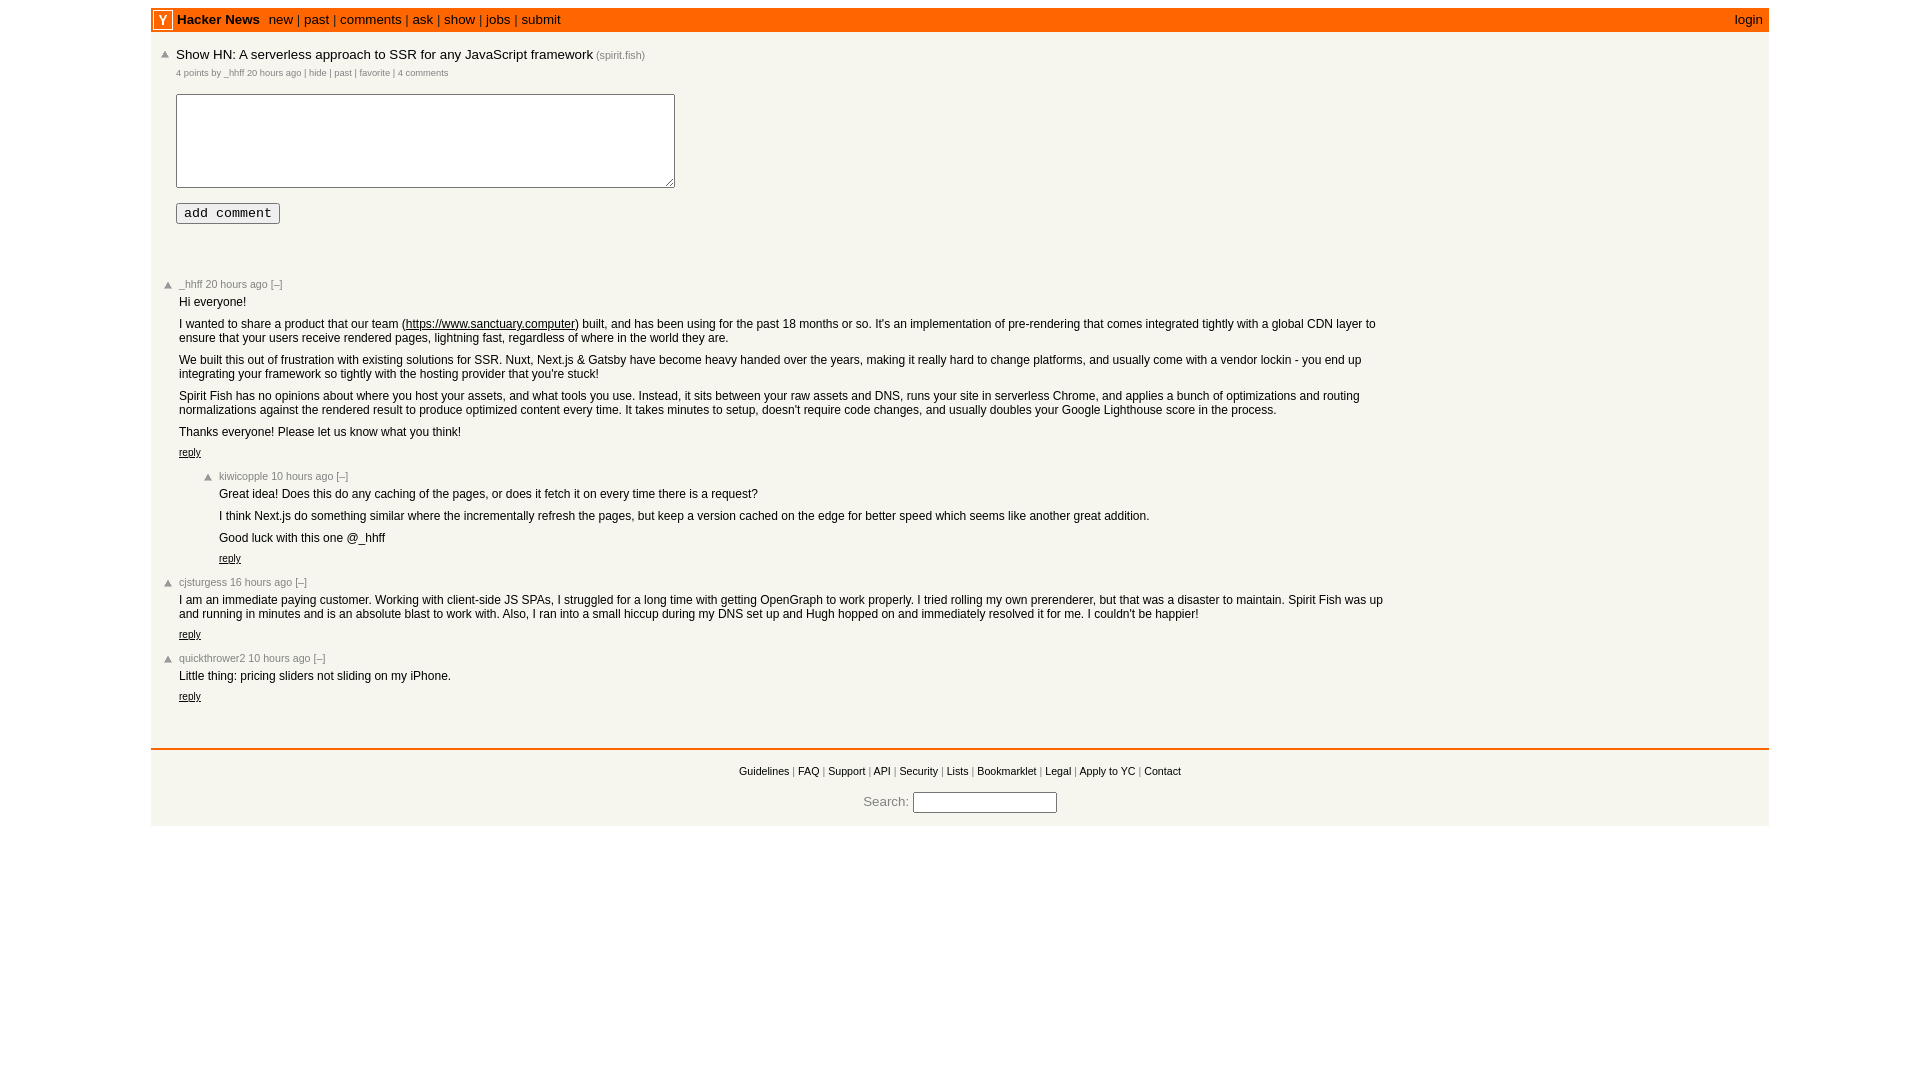 Y Hacker News new | past | comments | ask | show | jobs | submit login
Show HN: A serverless approach to SSR for any JavaScript framework (spirit.fish)
4 points by _hhff 20 hours ago | hide | past | favorite | 4 comments
add comment
_hhff 20 hours ago [–]
Hi everyone!
I wanted to share a product that our team (https://www.sanctuary.computer) built, and has been using for the past 18 months or so. It's an implementation of pre-rendering that comes integrated tightly with a global CDN layer to
ensure that your users receive rendered pages, lightning fast, regardless of where in the world they are.
We built this out of frustration with existing solutions for SSR. Nuxt, Next.js & Gatsby have become heavy handed over the years, making it really hard to change platforms, and usually come with a vendor lockin - you end up
integrating your framework so tightly with the hosting provider that you're stuck!
Spirit Fish has no opinions about where you host your assets, and what tools you use. Instead, it sits between your raw assets and DNS, runs your site in serverless Chrome, and applies a bunch of optimizations and routing
normalizations against the rendered result to produce optimized content every time. It takes minutes to setup, doesn't require code changes, and usually doubles your Google Lighthouse score in the process.
Thanks everyone! Please let us know what you think!
reply
kiwicopple 10 hours ago [–]
Great idea! Does this do any caching of the pages, or does it fetch it on every time there is a request?
I think Next.js do something similar where the incrementally refresh the pages, but keep a version cached on the edge for better speed which seems like another great addition.
Good luck with this one @_hhff
reply
cjsturgess 16 hours ago [–]
I am an immediate paying customer. Working with client-side JS SPAs, I struggled for a long time with getting OpenGraph to work properly. I tried rolling my own prerenderer, but that was a disaster to maintain. Spirit Fish was up
and running in minutes and is an absolute blast to work with. Also, I ran into a small hiccup during my DNS set up and Hugh hopped on and immediately resolved it for me. I couldn't be happier!
reply
quickthrower2 10 hours ago [–]
Little thing: pricing sliders not sliding on my iPhone.
reply
Guidelines | FAQ | Support | API | Security | Lists | Bookmarklet | Legal | Apply to YC | Contact
Search: